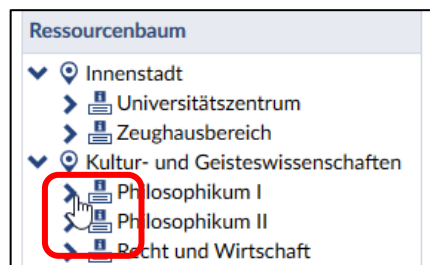 Ressourcenbaum
Innenstadt
Universitätszentrum
Zeughausbereich
Kultur- und Geisteswissenschaften
Philosophikum I
Philosophikum II
Recht und Wirtschaft